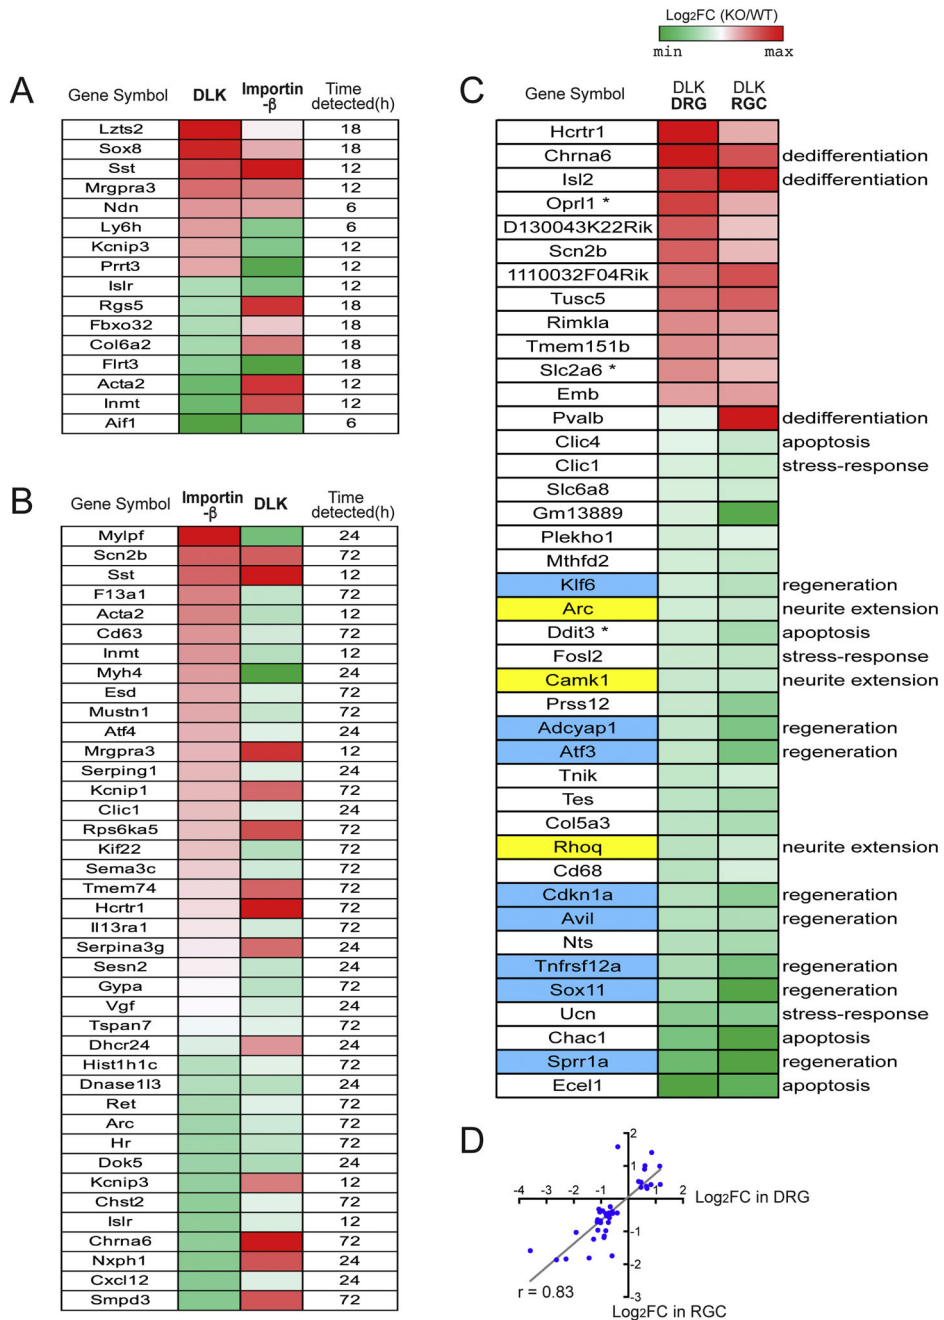 Log2FC (KO/WT)
min max
A
Gene Symbol DLK Importin -β Time detected(h)
Lzts2 18
Sox8 18
Sst 12
Mrgpra3 12
Ndn 6
Ly6h 6
Kcnip3 12
Prrt3 12
Islr 12
Rgs5 18
Fbxo32 18
Col6a2 18
Flrt3 18
Acta2 12
Inmt 12
Aif1 6
B
Gene Symbol Importin -β DLK Time detected(h)
Mylpf 24
Scn2b 72
Sst 12
F13a1 72
Acta2 12
Cd63 72
Inmt 12
Myh4 24
Esd 72
Mustn1 72
Atf4 24
Mrgpra3 12
Serping1 24
Kcnip1 72
Clic1 24
Rps6ka5 72
Kif22 72
Sema3c 72
Tmem74 72
Hcrtr1 72
Il13ra1 72
Serpina3g 24
Sesn2 24
Gypa 72
Vgf 24
Tspan7 72
Dhcr24 24
Hist1h1c 72
Dnase1l3 24
Ret 72
Arc 72
Hr 72
Dok5 24
Kcnip3 12
Chst2 72
Islr 12
Chrna6 72
Nxph1 24
Cxcl12 24
Smpd3 72
C
Gene Symbol DLK DRG DLK RGC
Hcrtr1
Chrna6 dedifferentiation
Isl2 dedifferentiation
Oprl1 *
D130043K22Rik
Scn2b
1110032F04Rik
Tusc5
Rimkla
Tmem151b
Slc2a6 *
Emb
Pvalb dedifferentiation
Clic4 apoptosis
Clic1 stress-response
Slc6a8
Gm13889
Plekho1
Mthfd2
Klf6 regeneration
Arc neurite extension
Ddit3 * apoptosis
Fosl2 stress-response
Camk1 neurite extension
Prss12
Adcyap1 regeneration
Atf3 regeneration
Tnik
Tes
Col5a3
Rhoq neurite extension
Cd68
Cdkn1a regeneration
Avil regeneration
Nts
Tnfrsf12a regeneration
Sox11 regeneration
Ucn stress-response
Chac1 apoptosis
Sprr1a regeneration
Ecel1 apoptosis
D
2
1
-4 -3 -2 -1 1 2
Log2FC in DRG
-1
-2
-3
r = 0.83
Log2FC in RGC